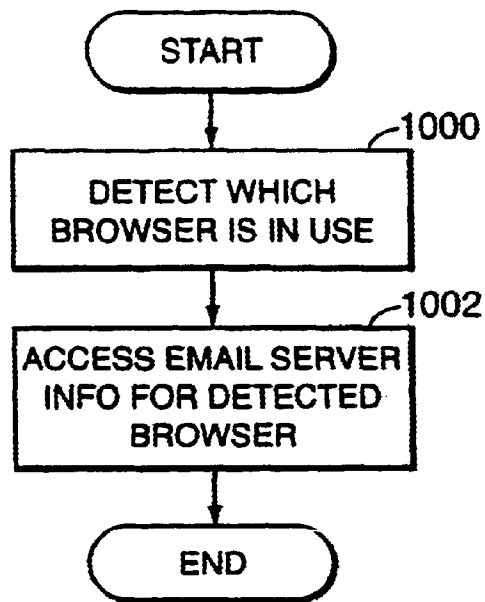 START
1000
DETECT WHICH
BROWSER IS IN USE
1002
ACCESS EMAIL SERVER
INFO FOR DETECTED
BROWSER
END